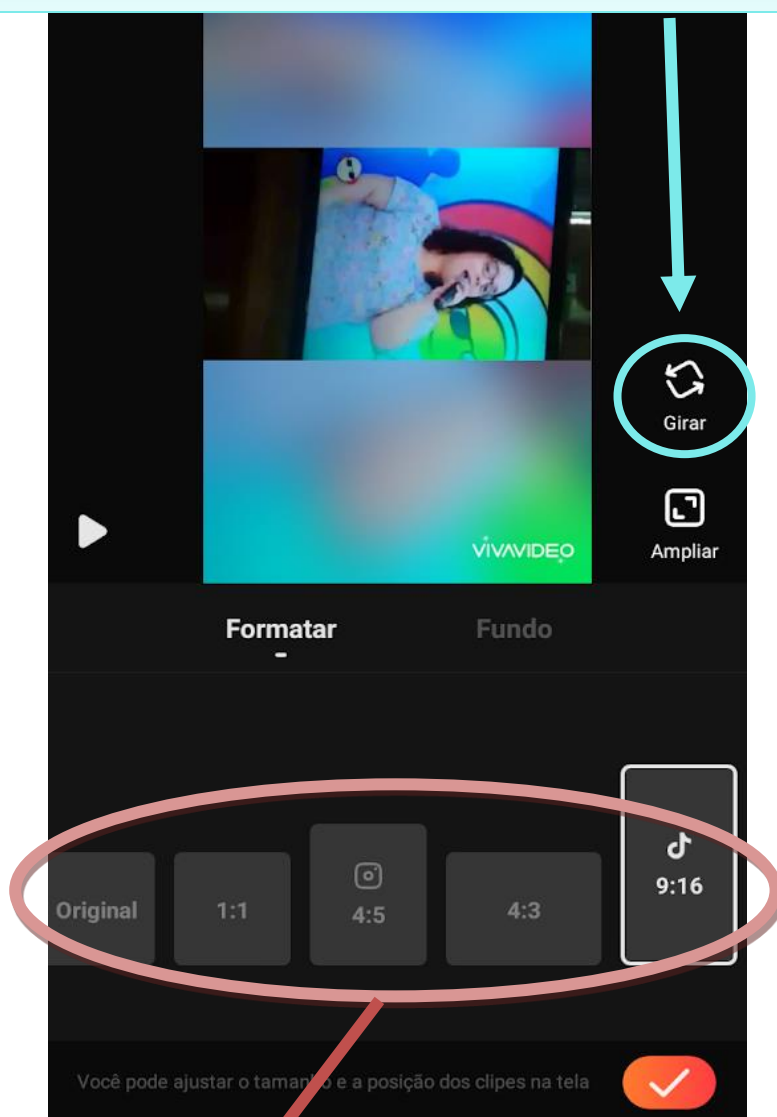 Girar
VIVAVIDEO
Ampliar
Formatar
Fundo
Original
1:1
4:5
4:3
9:16
Você pode ajustar o tamanho e a posição dos clipes na tela